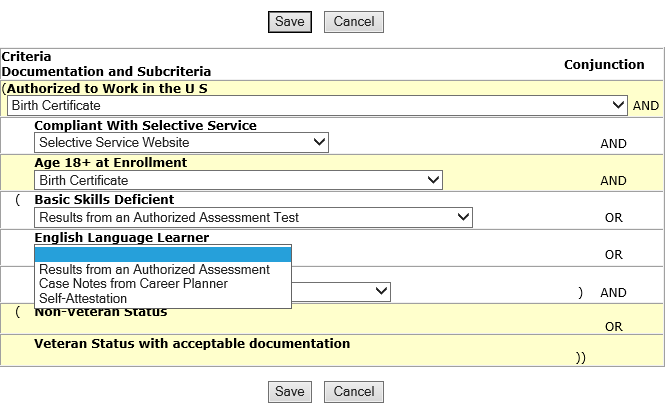 Save Cancel
Criteria
Documentation and Subcriteria Conjunction
(Authorized to Work in the U S
Birth Certificate AND
Compliant With Selective Service
Selective Service Website AND
Age 18+ at Enrollment
Birth Certificate AND
( Basic Skills Deficient
Results from an Authorized Assessment Test OR
English Language Learner
OR
Results from an Authorized Assessment
Case Notes from Career Planner
Self-Attestation
) AND
( Non-Veteran Status
OR
Veteran Status with acceptable documentation
))
Save Cancel